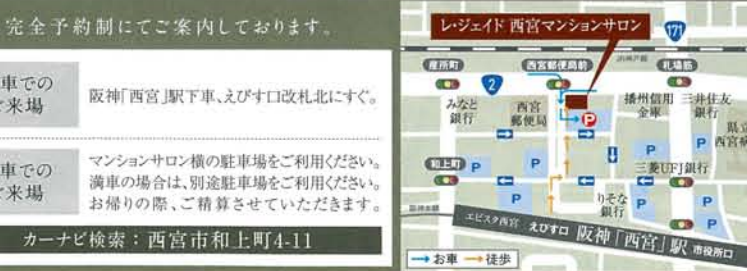 完全予約制にてご案内しております。
車での
来場
阪神「西宮」駅下車、えびす口改札北にすぐ。
車での
来場
マンションサロン横の駐車場をご利用ください。
満車の場合は、別途駐車場をご利用ください。
お帰りの際、ご精算させていただきます。
カーナビ検索：西宮市和上町4-11
レ・ジェイド 西宮マンションサロン
171
JR神戸線
産所町
西宮郵便局前
札場筋
2
みなと
銀行
西宮
郵便局
P
播州信用
金庫
三井住友
銀行
県立
西宮病
和上町
P
P
P
P
P
三菱UFJ銀行
P
P
りそな
銀行
P
P
P
阪神本線
エビスタ西宮 えびす口 阪神「西宮」駅 市役所口
お車 徒歩